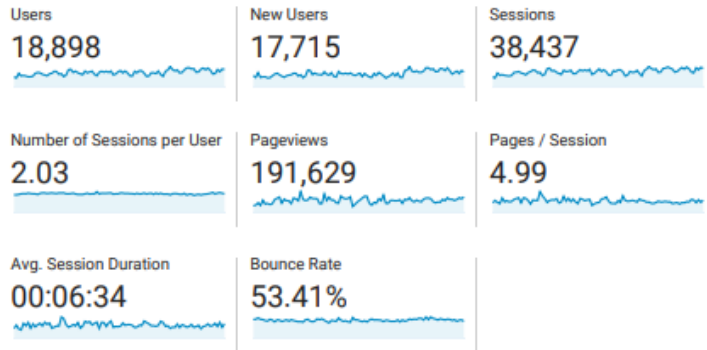 Users
18,898
New Users
17,715
Sessions
38,437
Number of Sessions per User
2.03
Pageviews
191,629
Pages / Session
4.99
Avg. Session Duration
00:06:34
Bounce Rate
53.41%